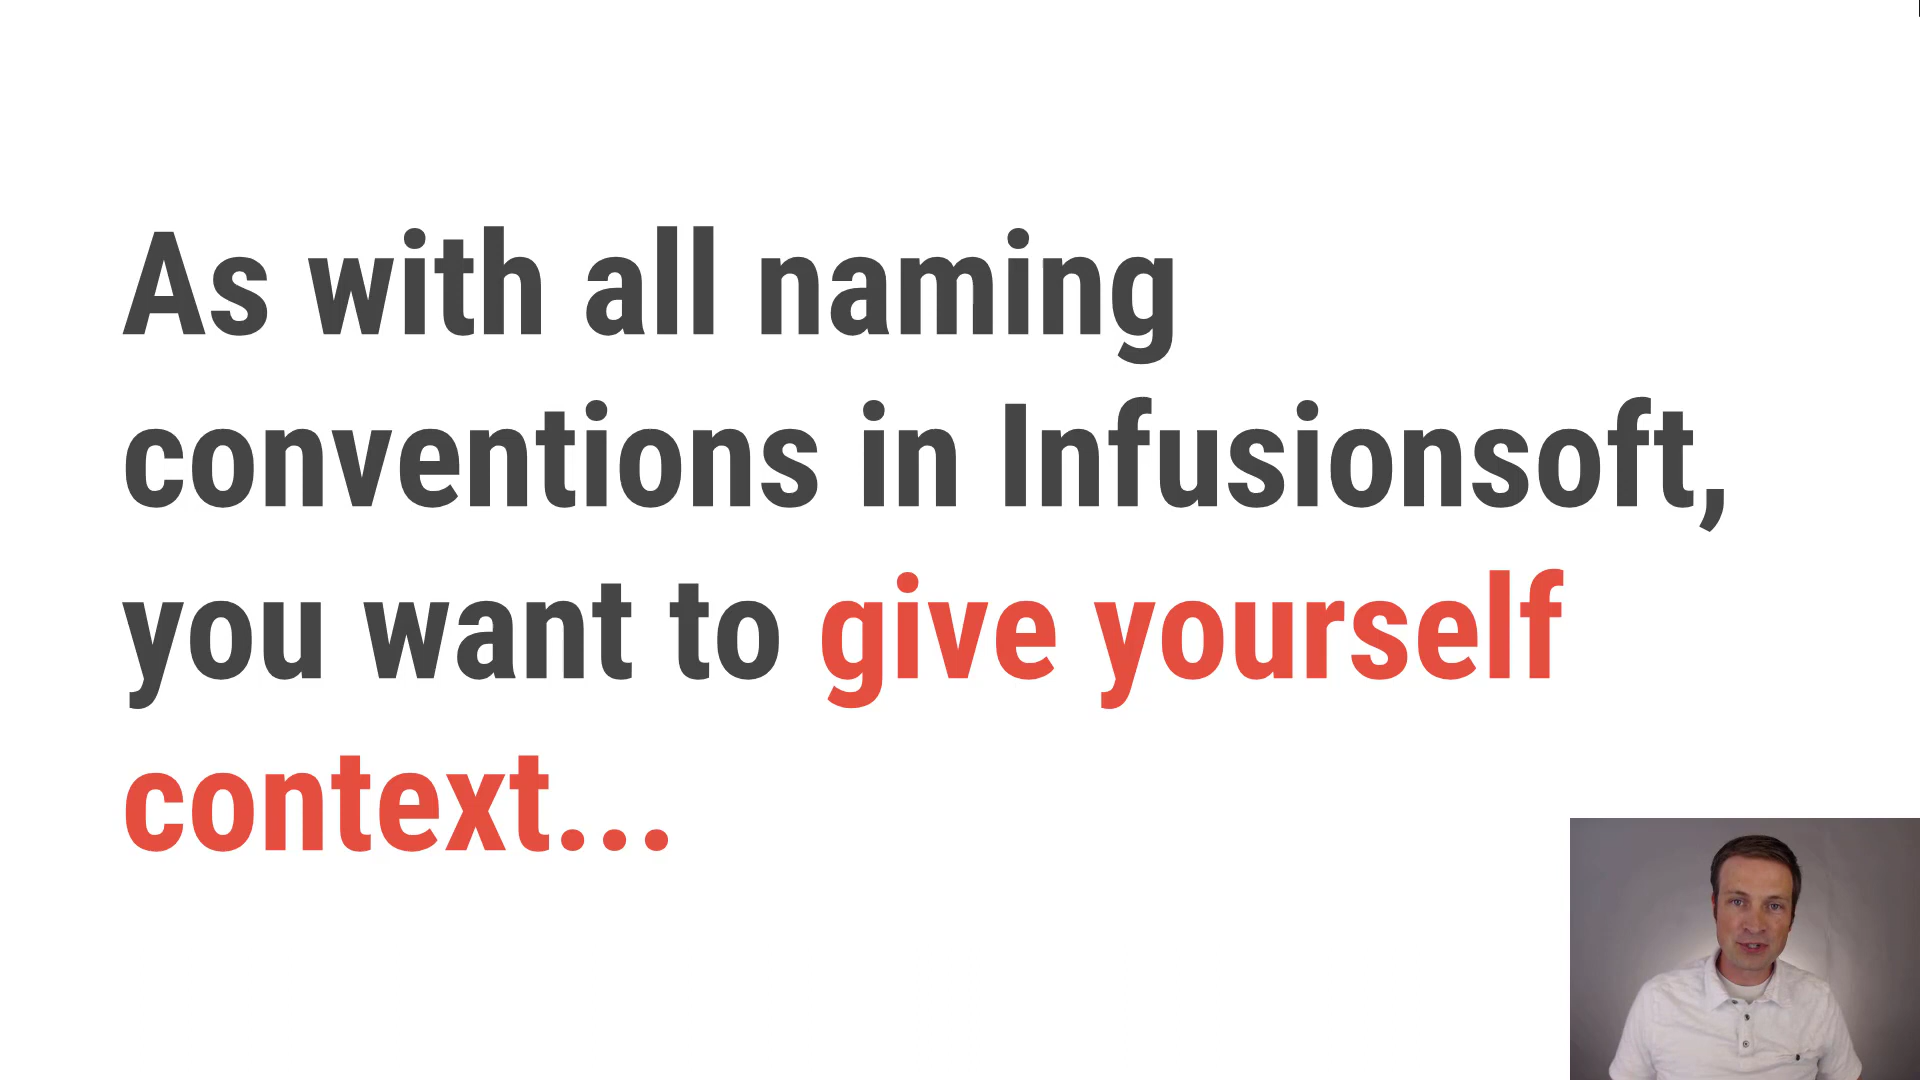 As with all naming
conventions in Infusionsoft,
you want to give yourself
context...